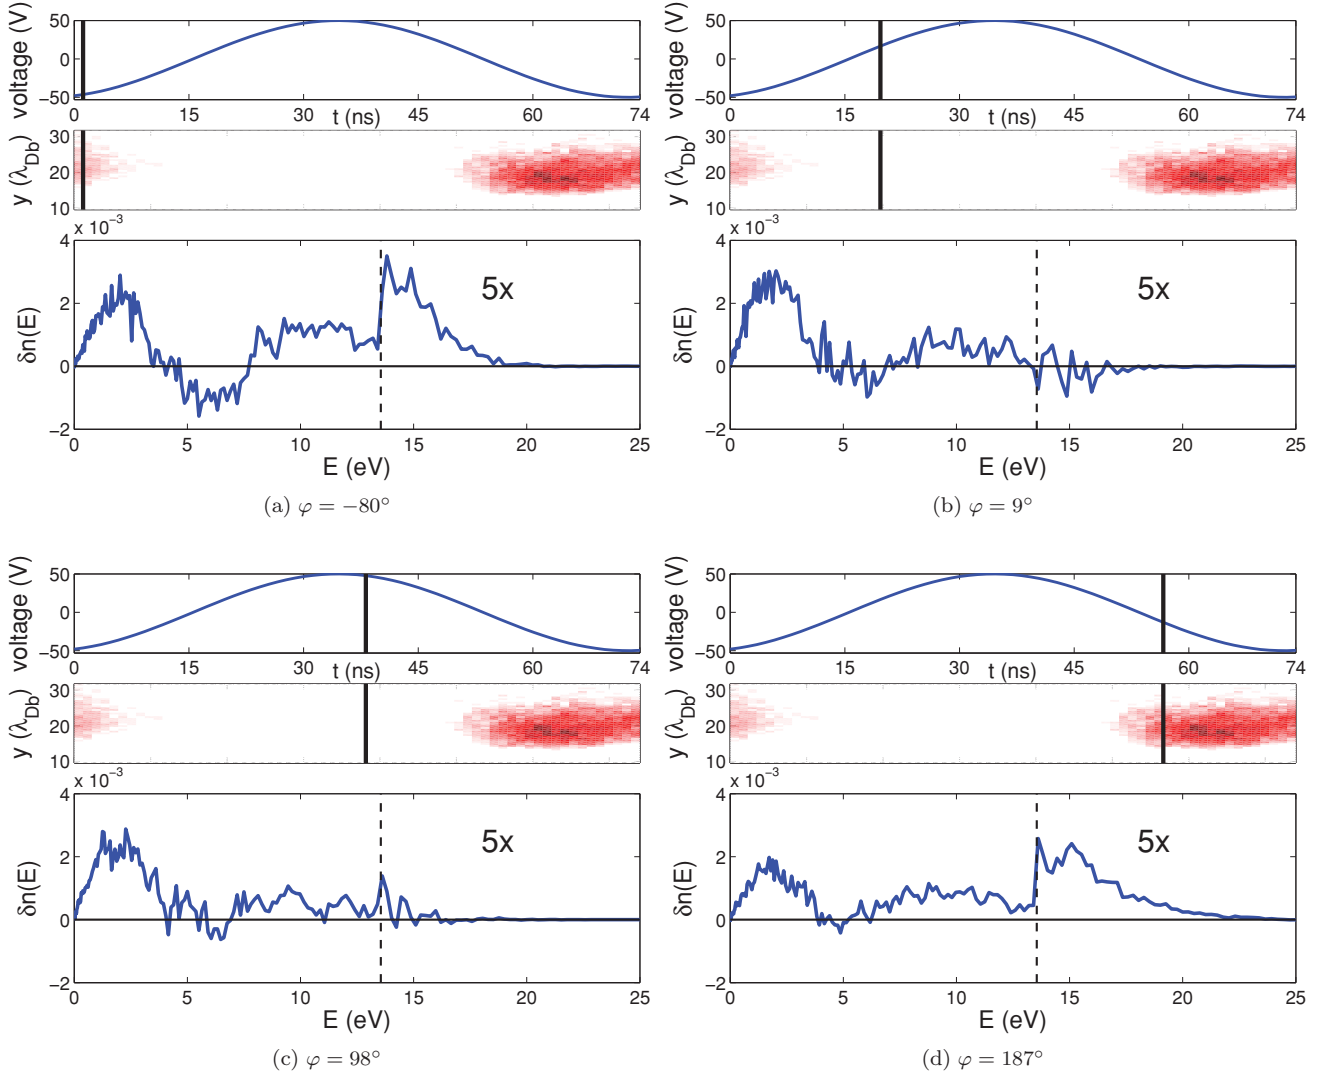 50
0
−50
voltage (V)
0 15 30 45 60 74
t (ns)
30
20
10
y (λDb)
x 10−3
4
2
0
−2
δn(E)
5x
0 5 10 15 20 25
E (eV)
(a) φ = −80°
50
0
−50
voltage (V)
0 15 30 45 60 74
t (ns)
30
20
10
y (λDb)
x 10−3
4
2
0
−2
δn(E)
5x
0 5 10 15 20 25
E (eV)
(b) φ = 9°
50
0
−50
voltage (V)
0 15 30 45 60 74
t (ns)
30
20
10
y (λDb)
x 10−3
4
2
0
−2
δn(E)
5x
0 5 10 15 20 25
E (eV)
(c) φ = 98°
50
0
−50
voltage (V)
0 15 30 45 60 74
t (ns)
30
20
10
y (λDb)
x 10−3
4
2
0
−2
δn(E)
5x
0 5 10 15 20 25
E (eV)
(d) φ = 187°